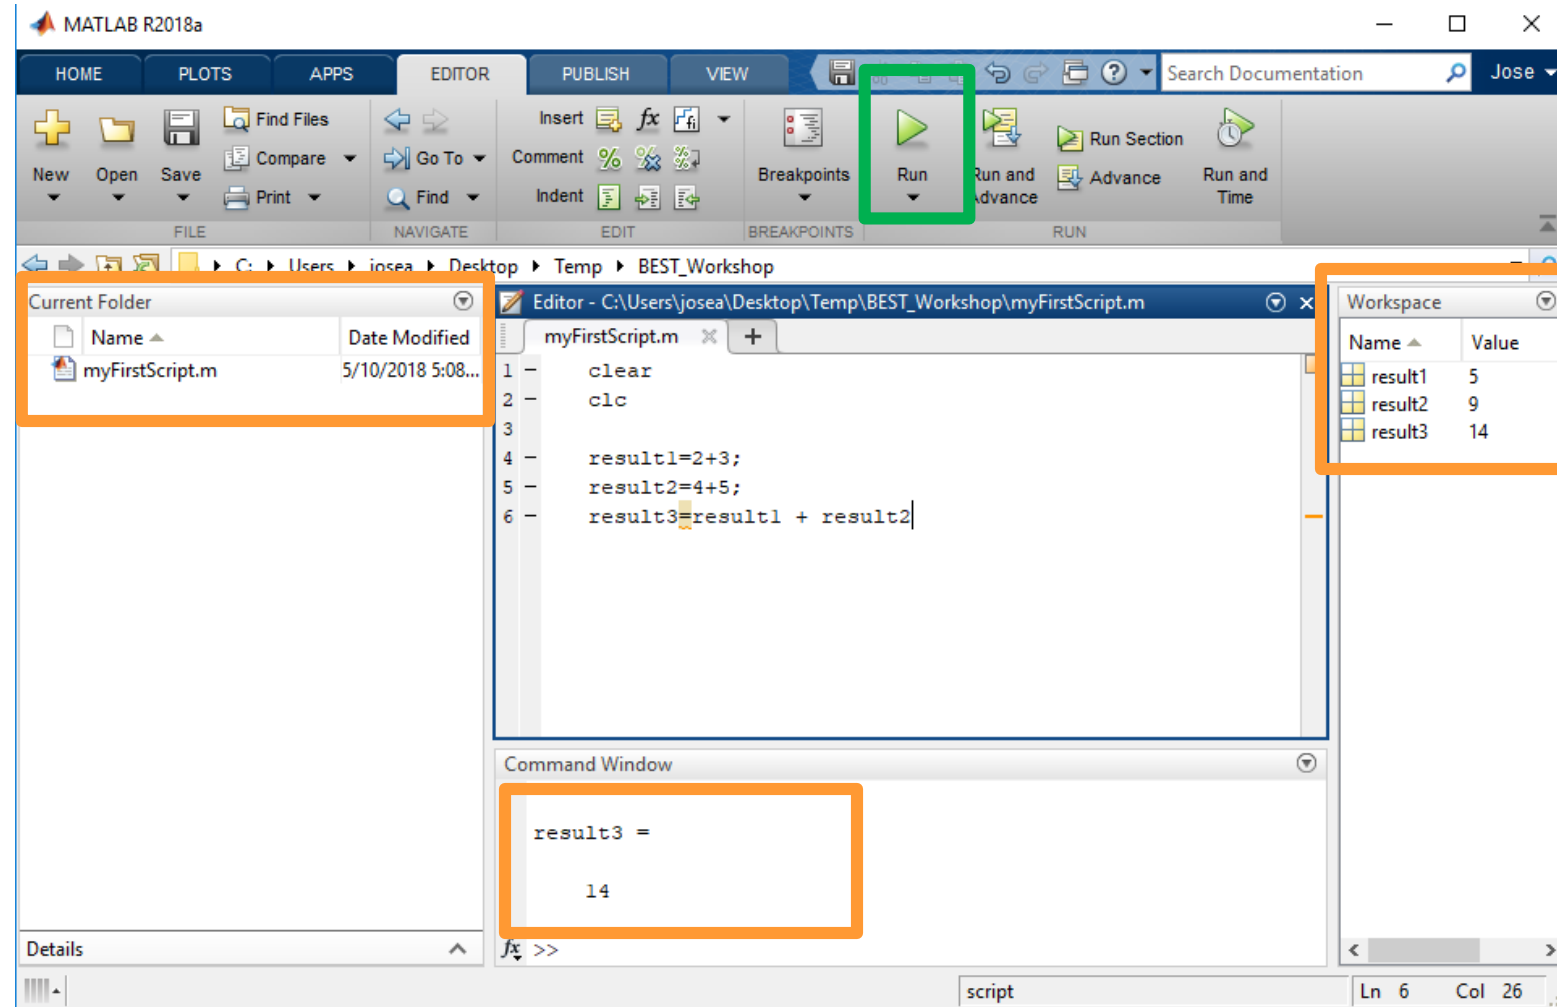 MATLAB R2018a
HOME PLOTS APPS EDITOR PUBLISH VIEW Search Documentation Jose
New Open Save Find Files Compare Print Go To Find Insert fx fi Comment Indent Breakpoints Run Run and Advance Run Section Advance Run and Time
FILE NAVIGATE EDIT BREAKPOINTS RUN
C: Users josea Desktop Temp BEST_Workshop
Current Folder
Name Date Modified
myFirstScript.m 5/10/2018 5:08...
Details
Editor - C:\Users\josea\Desktop\Temp\BEST_Workshop\myFirstScript.m
myFirstScript.m
1 – clear
2 – clc
3
4 – result1=2+3;
5 – result2=4+5;
6 – result3=result1 + result2
Command Window
result3 =
14
fx >>
Workspace
Name Value
result1 5
result2 9
result3 14
script Ln 6 Col 26